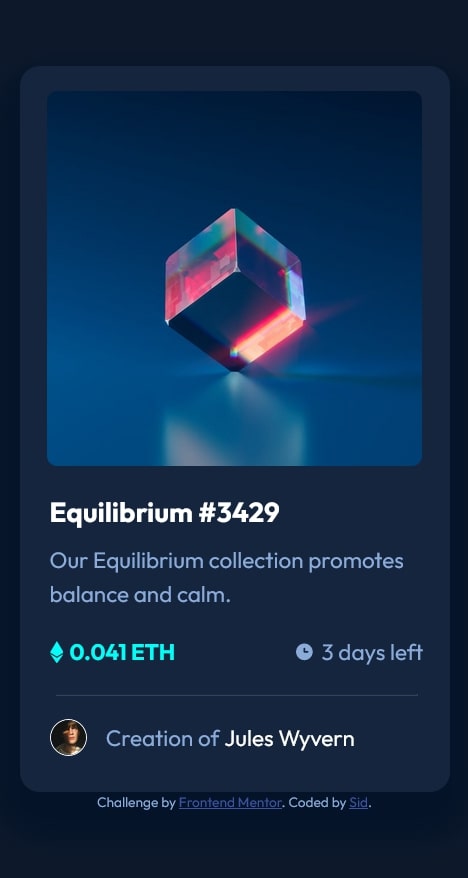 Equilibrium #3429
Our Equilibrium collection promotes
balance and calm.
0.041 ETH
3 days left
Creation of Jules Wyvern
Challenge by Frontend Mentor. Coded by Sid.